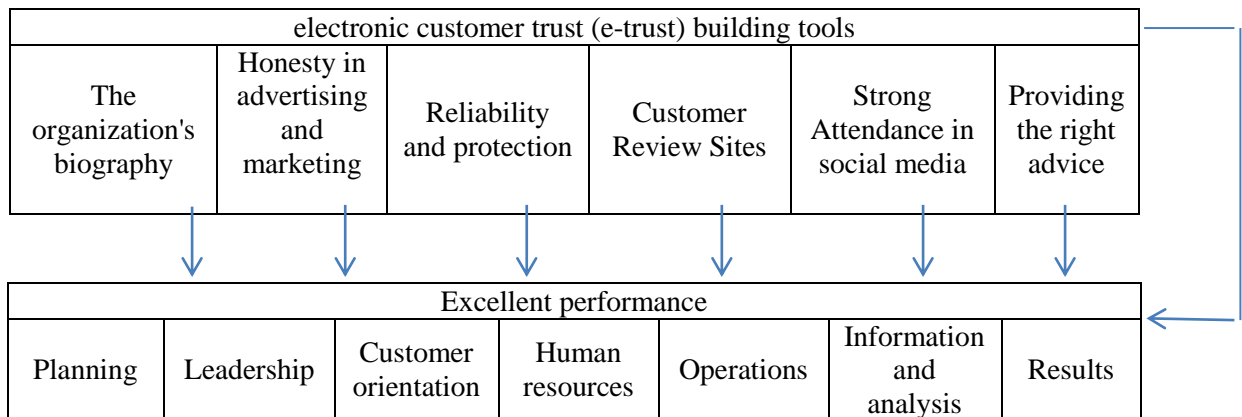 electronic customer trust (e-trust) building tools
The
organization's
biography
Honesty in
advertising
and
marketing
Reliability
and protection
Customer
Review Sites
Strong
Attendance in
social media
Providing
the right
advice
Excellent performance
Planning
Leadership
Customer
orientation
Human
resources
Operations
Information
and
analysis
Results